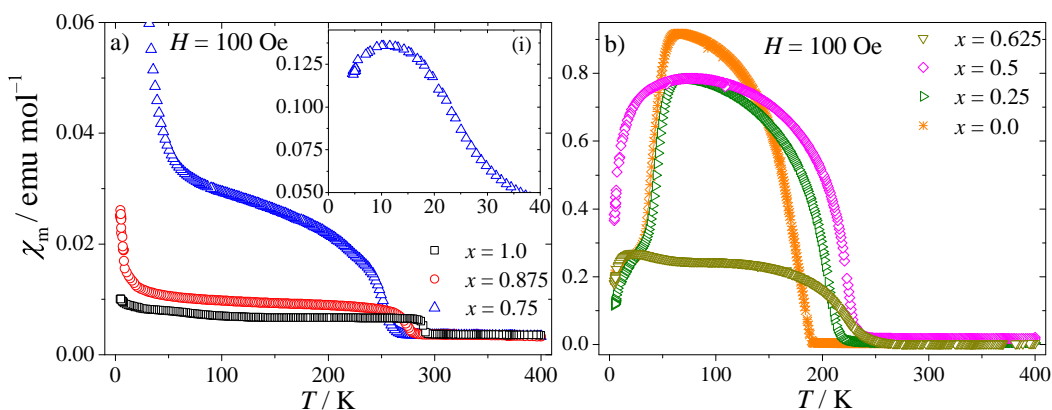 a) H = 100 Oe
(i)
0.06
0.04
0.02
0.00
χm / emu mol⁻¹
0.125
0.100
0.075
0.050
0 10 20 30 40
x = 1.0
x = 0.875
x = 0.75
0 100 200 300 400
T / K
b) H = 100 Oe
0.8
0.6
0.4
0.2
0.0
x = 0.625
x = 0.5
x = 0.25
x = 0.0
0 100 200 300 400
T / K